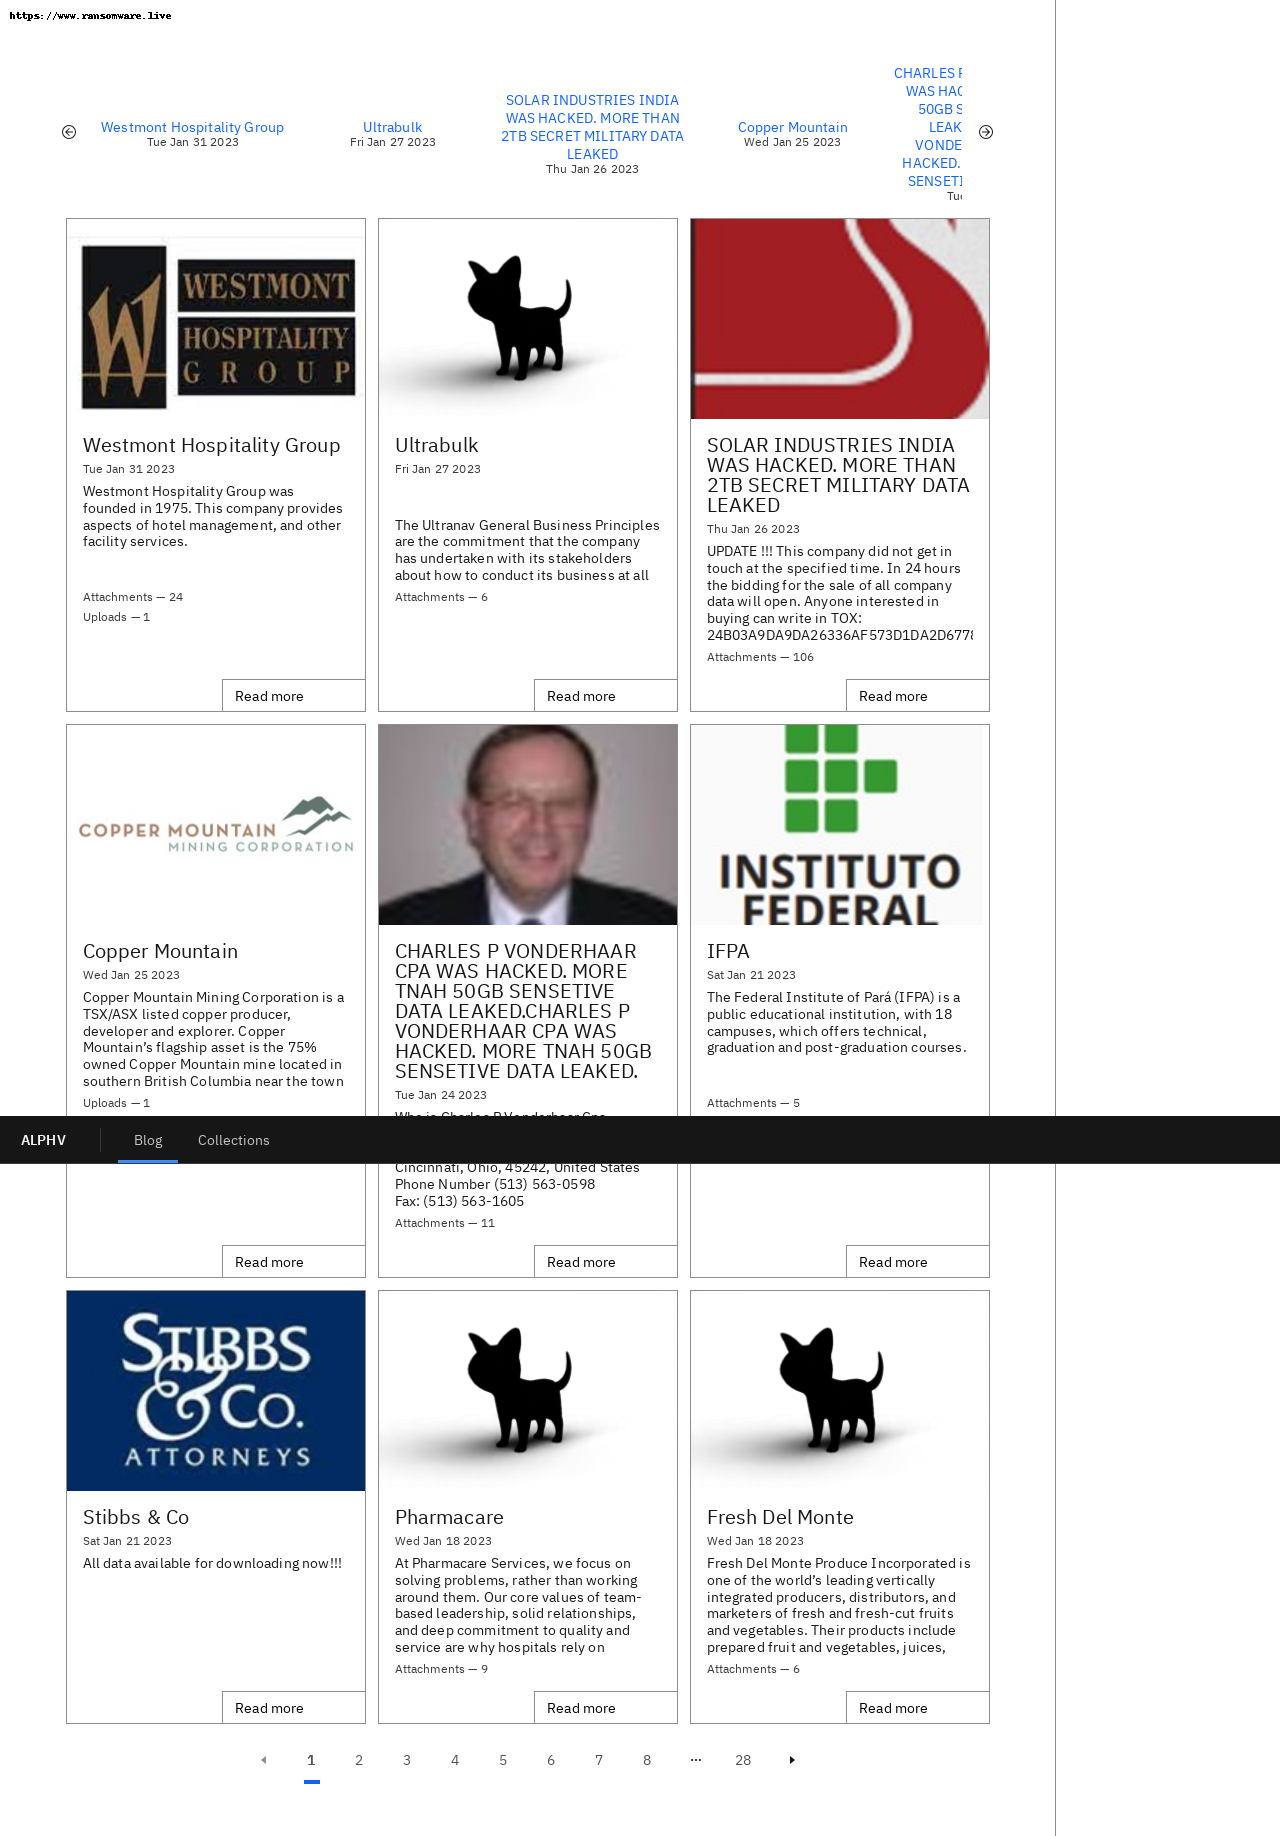 https://www.ransomware.live
Westmont Hospitality Group
Tue Jan 31 2023
Ultrabulk
Fri Jan 27 2023
SOLAR INDUSTRIES INDIA
WAS HACKED. MORE THAN
2TB SECRET MILITARY DATA
LEAKED
Thu Jan 26 2023
Copper Mountain
Wed Jan 25 2023
CHARLES P
WAS HAC
50GB S
LEAK
VONDE
HACKED.
SENSETI
Tue
WESTMONT
HOSPITALITY
GROUP
Westmont Hospitality Group
Tue Jan 31 2023
Westmont Hospitality Group was
founded in 1975. This company provides
aspects of hotel management, and other
facility services.
Attachments — 24
Uploads — 1
Read more
Ultrabulk
Fri Jan 27 2023
The Ultranav General Business Principles
are the commitment that the company
has undertaken with its stakeholders
about how to conduct its business at all
Attachments — 6
Read more
SOLAR INDUSTRIES INDIA
WAS HACKED. MORE THAN
2TB SECRET MILITARY DATA
LEAKED
Thu Jan 26 2023
UPDATE !!! This company did not get in
touch at the specified time. In 24 hours
the bidding for the sale of all company
data will open. Anyone interested in
buying can write in TOX:
24B03A9DA9DA26336AF573D1DA2D6778
Attachments — 106
Read more
COPPER MOUNTAIN
MINING CORPORATION
Copper Mountain
Wed Jan 25 2023
Copper Mountain Mining Corporation is a
TSX/ASX listed copper producer,
developer and explorer. Copper
Mountain’s flagship asset is the 75%
owned Copper Mountain mine located in
southern British Columbia near the town
Uploads — 1
Read more
CHARLES P VONDERHAAR
CPA WAS HACKED. MORE
TNAH 50GB SENSETIVE
DATA LEAKED.CHARLES P
VONDERHAAR CPA WAS
HACKED. MORE TNAH 50GB
SENSETIVE DATA LEAKED.
Tue Jan 24 2023
Cincinnati, Ohio, 45242, United States
Phone Number (513) 563-0598
Fax: (513) 563-1605
Attachments — 11
Read more
INSTITUTO
FEDERAL
IFPA
Sat Jan 21 2023
The Federal Institute of Pará (IFPA) is a
public educational institution, with 18
campuses, which offers technical,
graduation and post-graduation courses.
Attachments — 5
Read more
ALPHV
Blog
Collections
STIBBS
& CO.
ATTORNEYS
Stibbs & Co
Sat Jan 21 2023
All data available for downloading now!!!
Read more
Pharmacare
Wed Jan 18 2023
At Pharmacare Services, we focus on
solving problems, rather than working
around them. Our core values of team-
based leadership, solid relationships,
and deep commitment to quality and
service are why hospitals rely on
Attachments — 9
Read more
Fresh Del Monte
Wed Jan 18 2023
Fresh Del Monte Produce Incorporated is
one of the world’s leading vertically
integrated producers, distributors, and
marketers of fresh and fresh-cut fruits
and vegetables. Their products include
prepared fruit and vegetables, juices,
Attachments — 6
Read more
1 2 3 4 5 6 7 8 ... 28